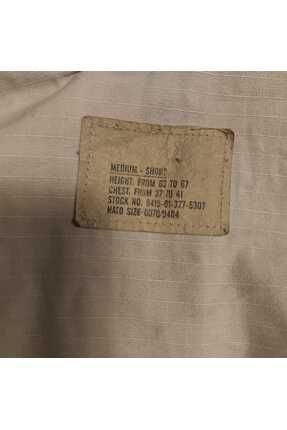 MEDIUM - SHORT
HEIGHT: FROM 63 TO 67
CHEST: FROM 37 TO 41
STOCK NO. 8415-01-327-5307
NATO SIZE-6070/9404